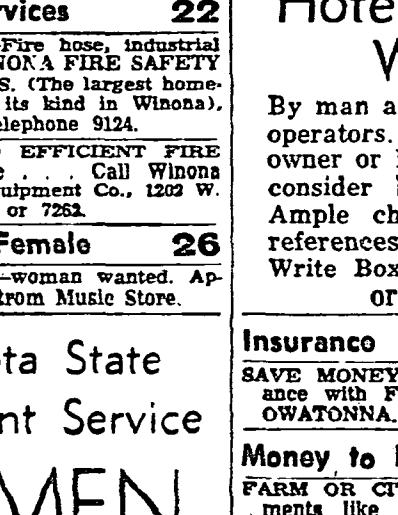 rvices 22
Fire hose, industrial
NONA FIRE SAFETY
S. (The largest home-
its kind in Winona),
elephone 9124.
EFFICIENT FIRE
e . . . Call Winona
uipment Co., 1202 W.
or 7262.
Female 26
—woman wanted. Ap-
trom Music Store.
ta State
nt Service
MEN
Hote
W
By man a
operators.
owner or
consider
Ample ch
references
Write Box
or
Insurance
SAVE MONEY
ance with F
OWATONNA.
Money to
FARM OR CI
ments like